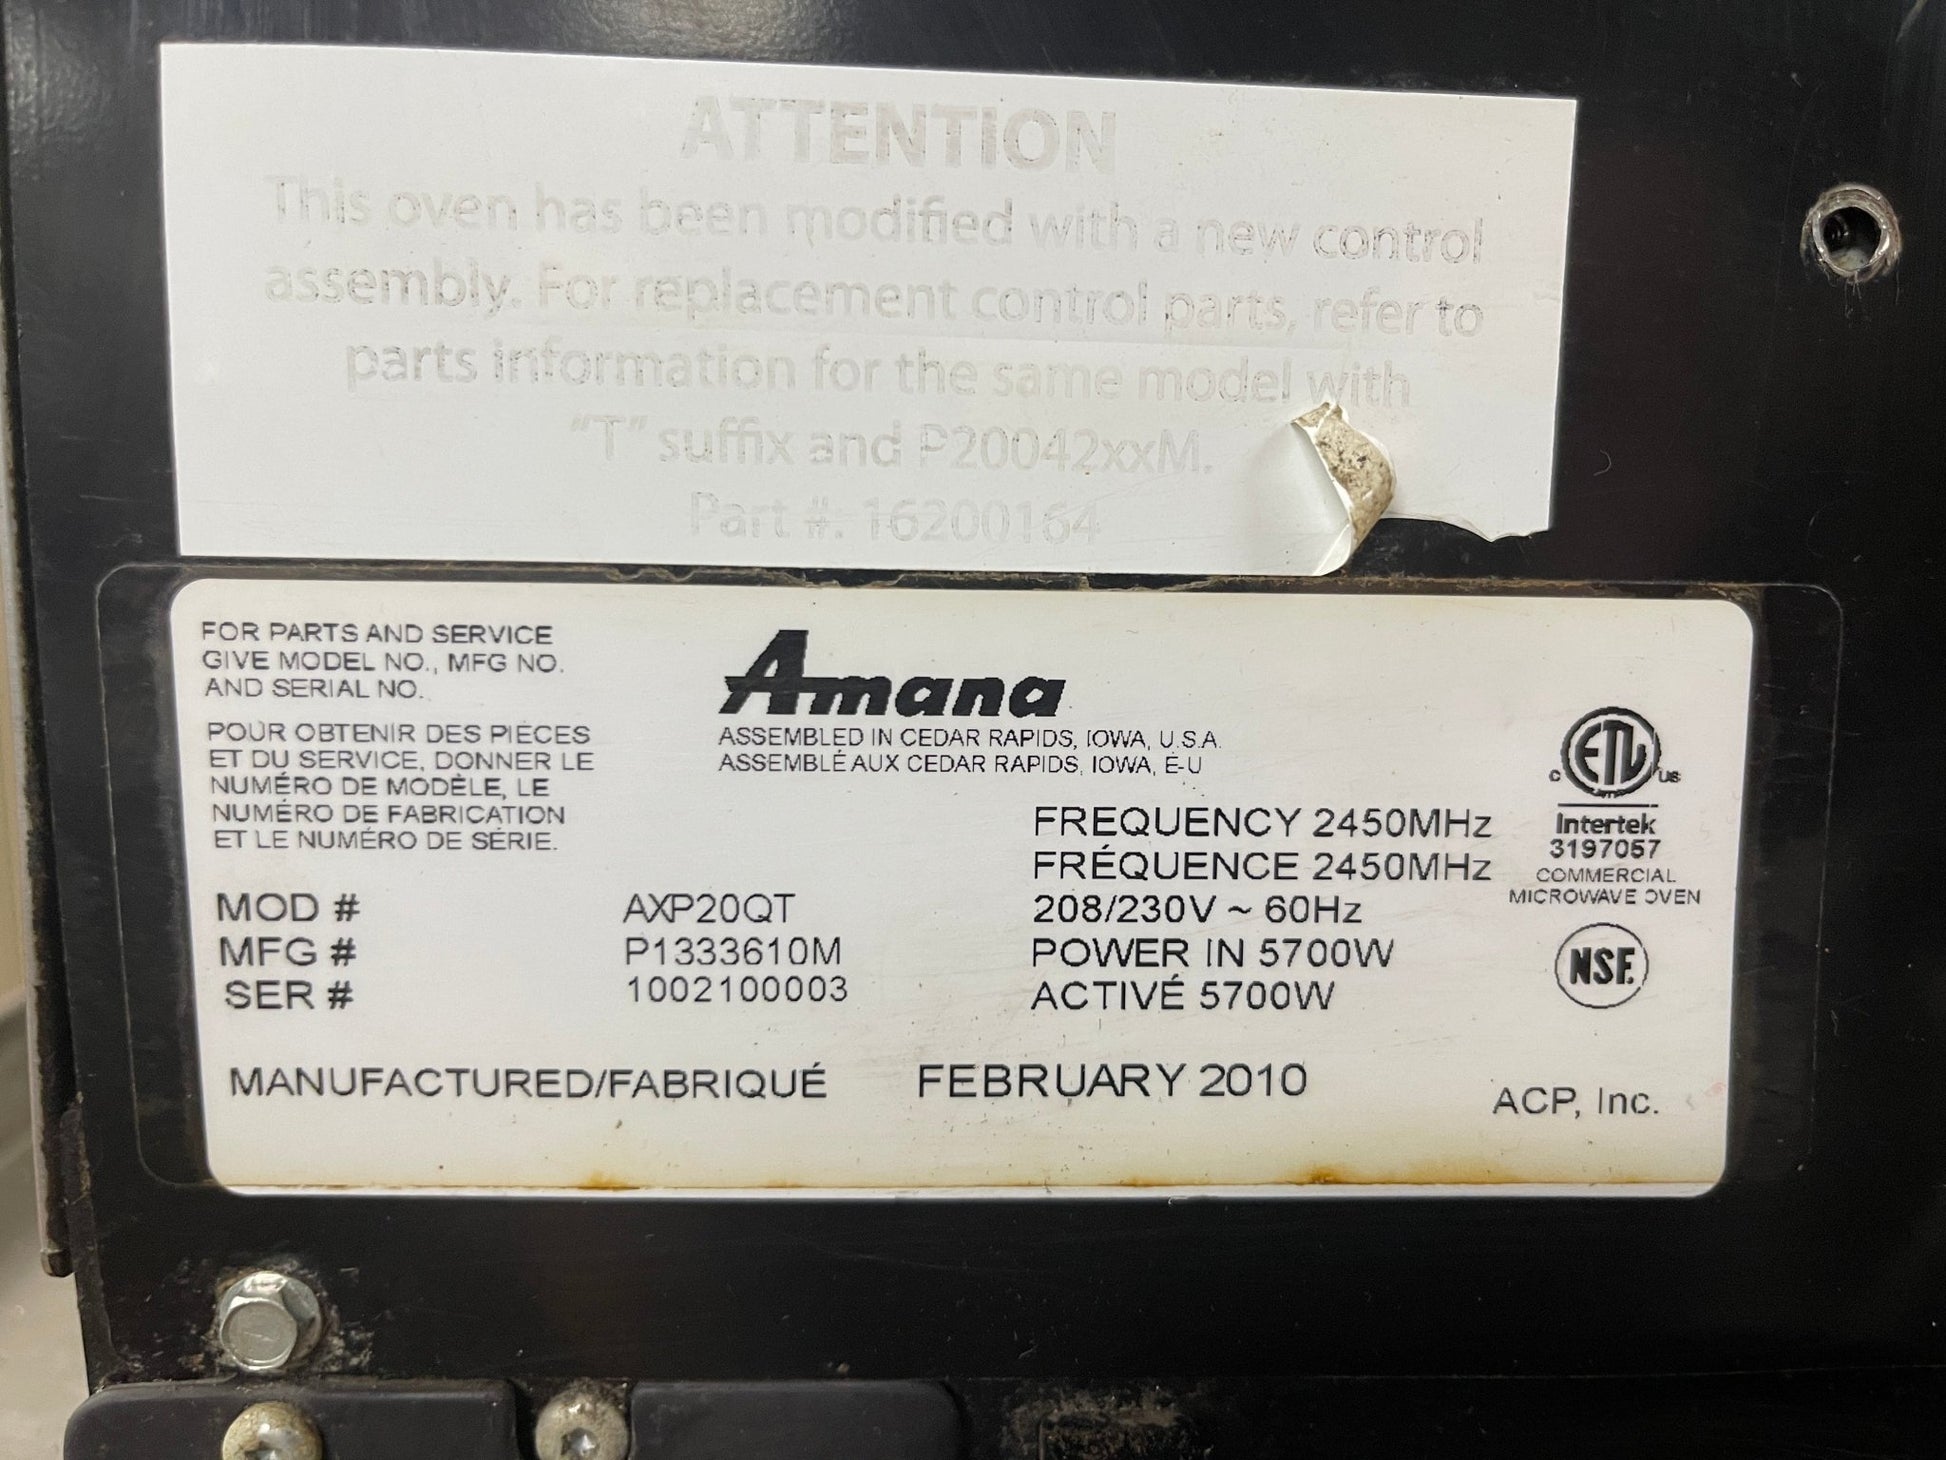 ATTENTION
This oven has been modified with a new control
assembly. For replacement control parts, refer to
parts information for the same model with
"T" suffix and P20042xxM.
Part #: 16200164
FOR PARTS AND SERVICE
GIVE MODEL NO., MFG NO.
AND SERIAL NO.
POUR OBTENIR DES PIÈCES
ET DU SERVICE, DONNER LE
NUMÉRO DE MODÈLE, LE
NUMÉRO DE FABRICATION
ET LE NUMÉRO DE SÉRIE.
Amana
ASSEMBLED IN CEDAR RAPIDS, IOWA, U.S.A.
ASSEMBLÉ AUX CEDAR RAPIDS, IOWA, É-U
MOD # AXP20QT
MFG # P1333610M
SER # 1002100003
FREQUENCY 2450MHz
FRÉQUENCE 2450MHz
208/230V ~ 60Hz
POWER IN 5700W
ACTIVÉ 5700W
C ETL US
Intertek
3197057
COMMERCIAL
MICROWAVE OVEN
NSF.
MANUFACTURED/FABRIQUÉ FEBRUARY 2010
ACP, Inc.